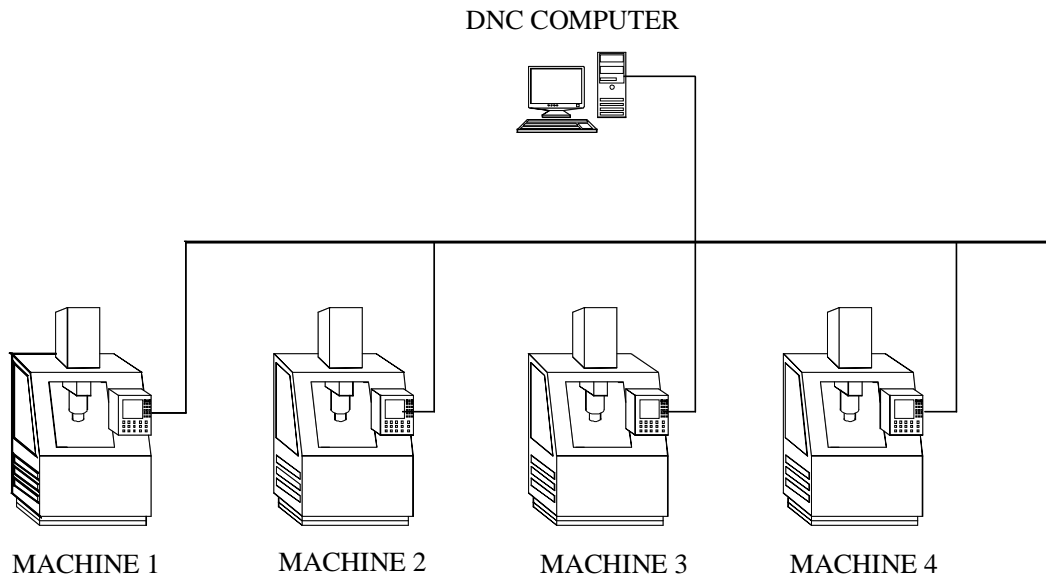 DNC COMPUTER
MACHINE 1
MACHINE 2
MACHINE 3
MACHINE 4